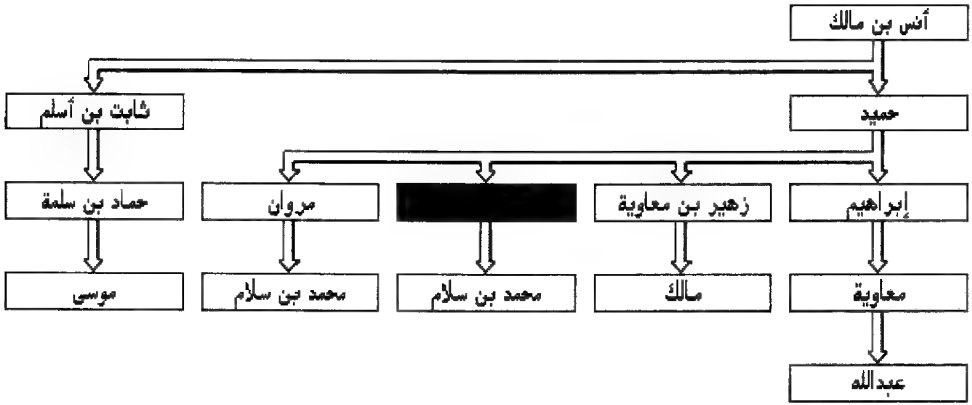 أنس بن مالك
حميد
ثابت بن أسلم
إبراهيم
زهير بن معاوية
مروان
حماد بن سلمة
معاوية
مالك
محمد بن سلام
محمد بن سلام
موسى
عبدالله